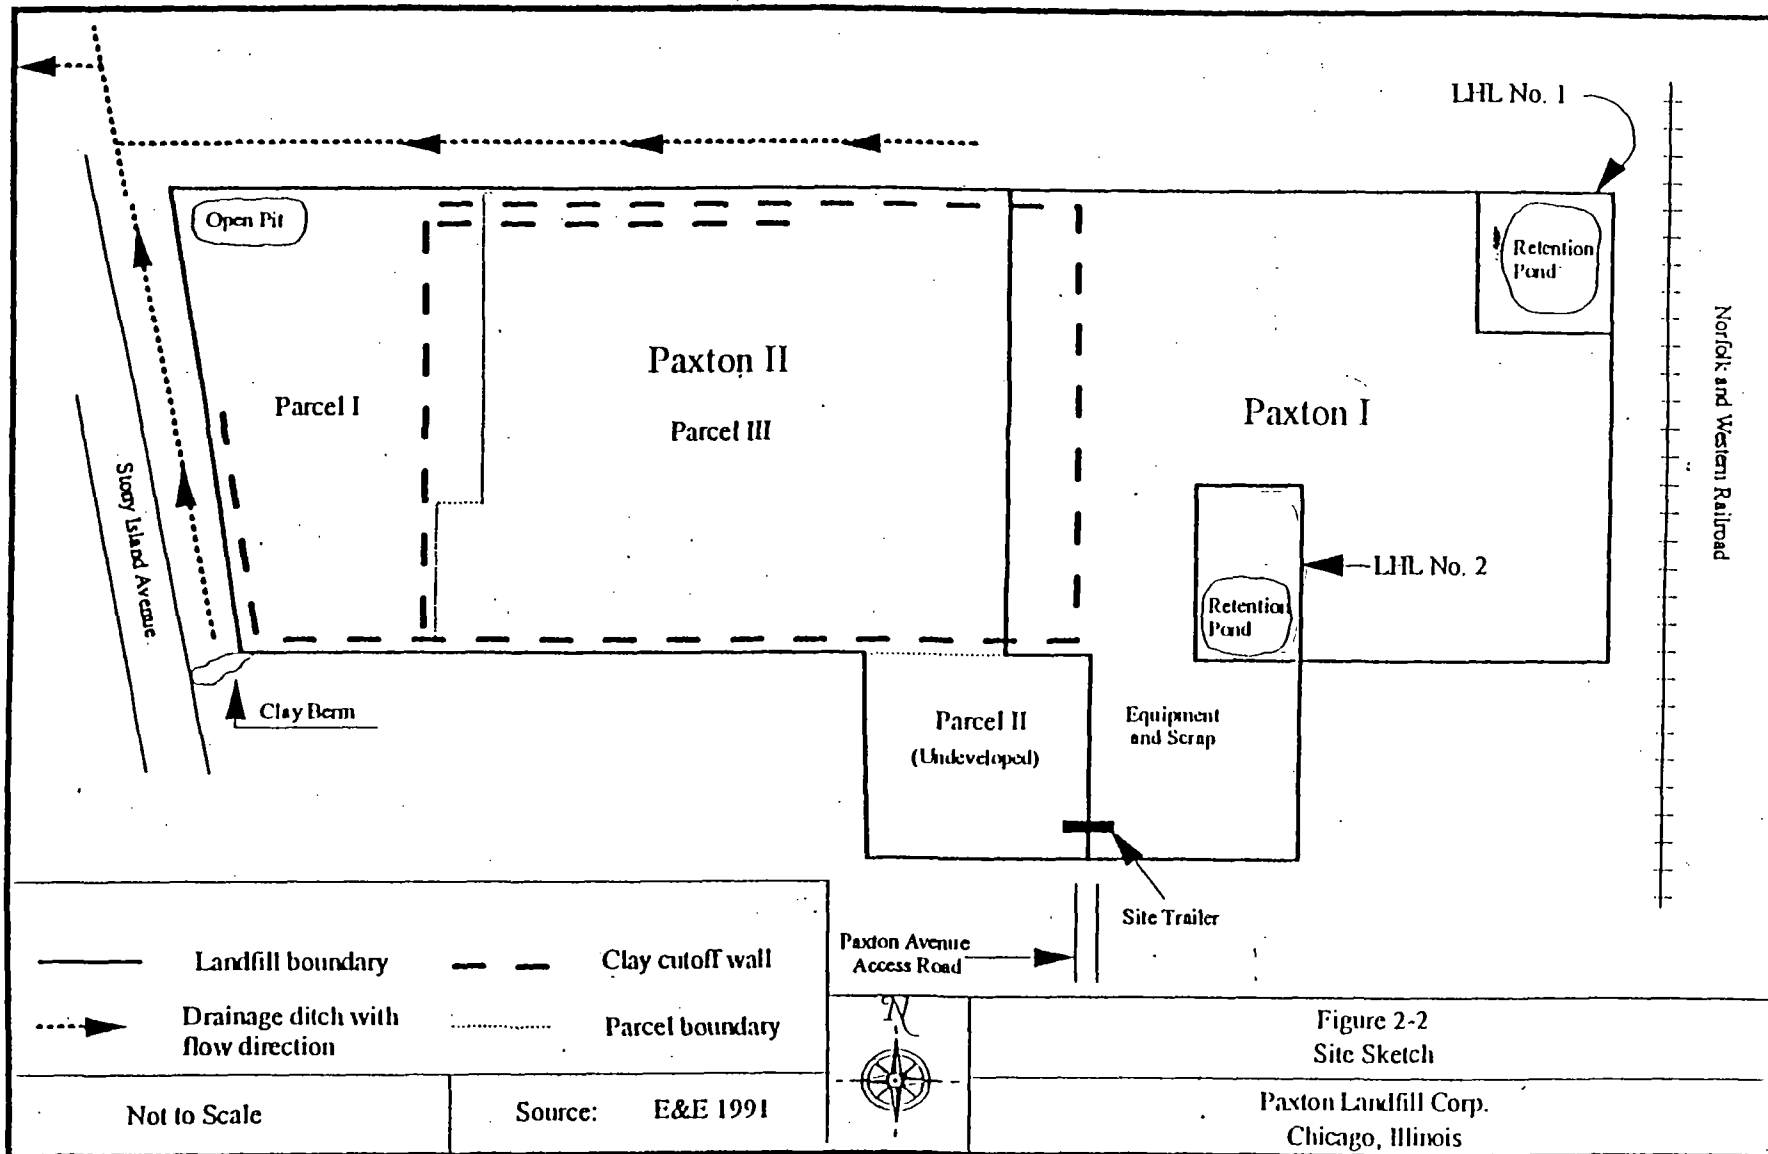 LHL No. 1
Open Pit
Retention
Pond
Paxton II
Parcel I
Parcel III
Paxton I
Norfolk and Western Railroad
Stony Island Avenue
LHL No. 2
Retention
Pond
Clay Berm
Parcel II
(Undeveloped)
Equipment
and Scrap
Site Trailer
Paxton Avenue
Access Road
Landfill boundary
Clay cutoff wall
Drainage ditch with
flow direction
Parcel boundary
N
Figure 2-2
Site Sketch
Not to Scale
Source: E&E 1991
Paxton Landfill Corp.
Chicago, Illinois